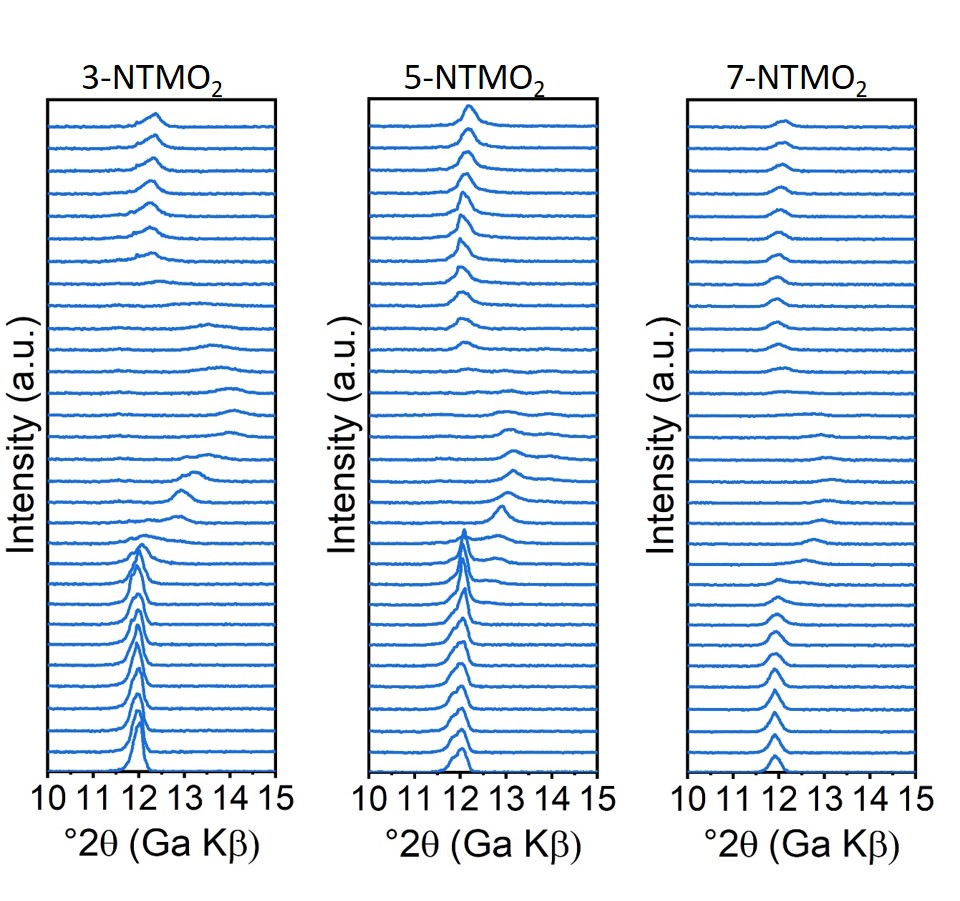 3-NTMO₂
5-NTMO₂
7-NTMO₂
Intensity (a.u.)
Intensity (a.u.)
Intensity (a.u.)
10 11 12 13 14 15
10 11 12 13 14 15
10 11 12 13 14 15
°2θ (Ga Kβ)
°2θ (Ga Kβ)
°2θ (Ga Kβ)